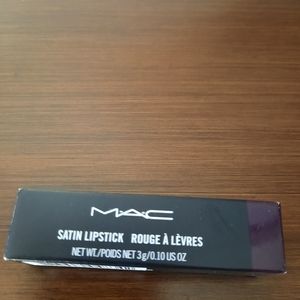 MAC
SATIN LIPSTICK ROUGE À LÈVRES
NET WT./POIDS NET 3g/0.10 US OZ